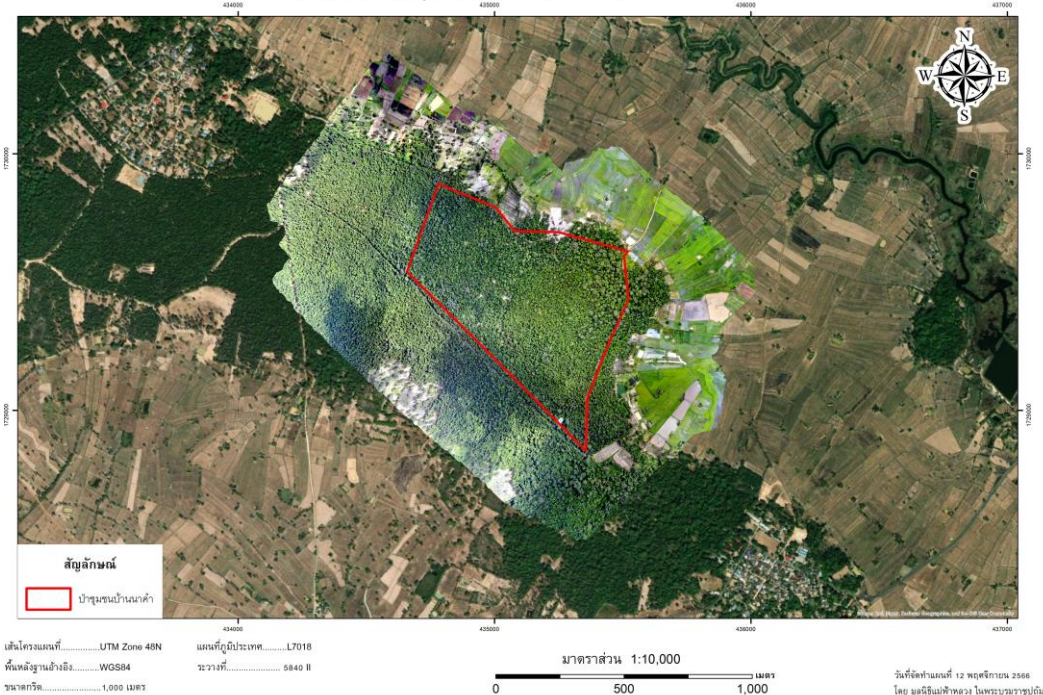 434000 435000 436000 437000
N
W E
S
1730000 1730000
1729000 1729000
สัญลักษณ์
ป่าชุมชนบ้านนาคำ
434000 435000 436000 437000
เส้นโครงแผนที่...............UTM Zone 48N แผนที่ภูมิประเทศ.........L7018
พื้นหลักฐานอ้างอิง..........WGS84 ระวางที่................... 5840 II
ขนาดกริด......................1,000 เมตร
มาตราส่วน 1:10,000
เมตร
0 500 1,000
วันที่จัดทำแผนที่ 12 พฤศจิกายน 2566
โดย มูลนิธิแม่ฟ้าหลวง ในพระบรมราชูปถัมภ์